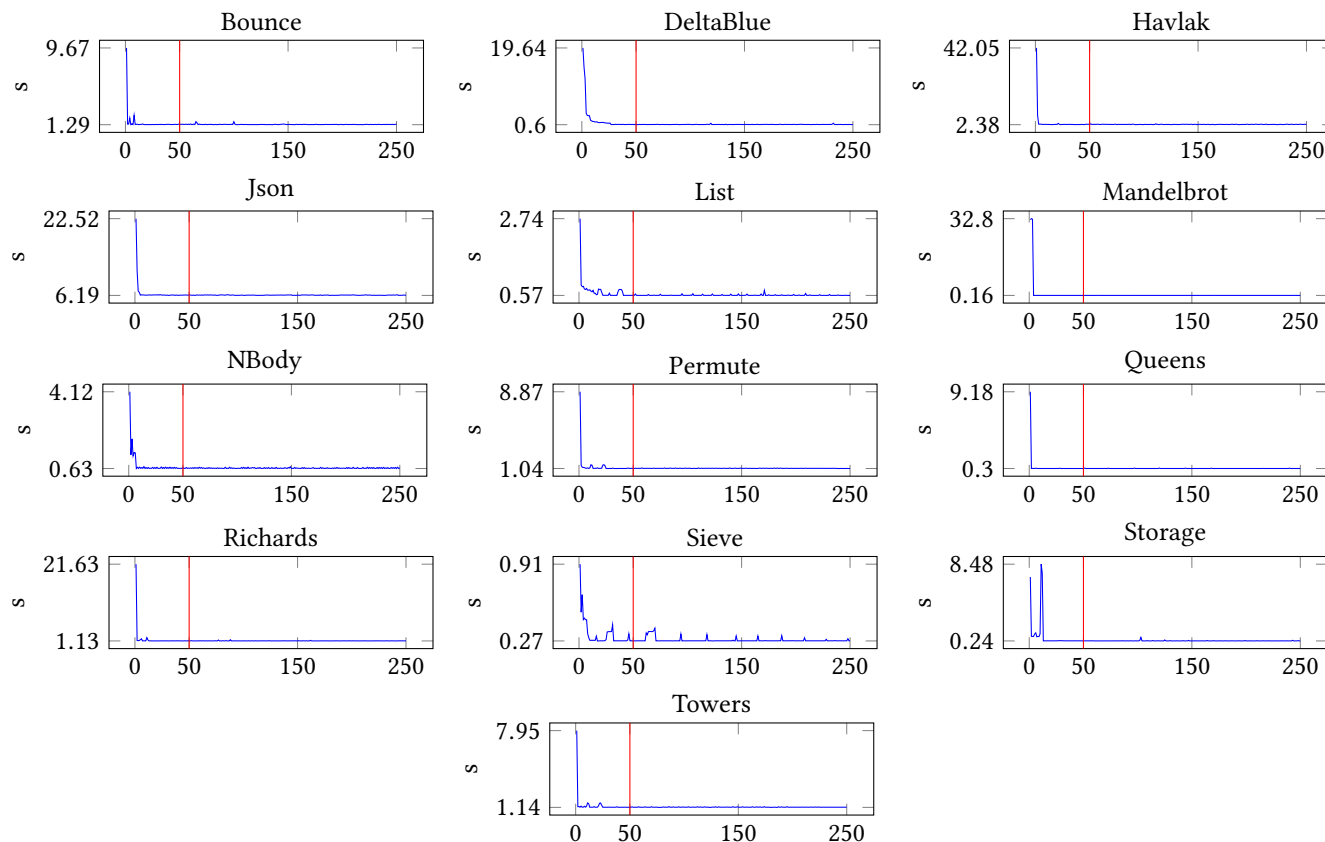 Bounce
9.67
s
1.29
0 50 150 250
DeltaBlue
19.64
s
0.6
0 50 150 250
Havlak
42.05
s
2.38
0 50 150 250
Json
22.52
s
6.19
0 50 150 250
List
2.74
s
0.57
0 50 150 250
Mandelbrot
32.8
s
0.16
0 50 150 250
NBody
4.12
s
0.63
0 50 150 250
Permute
8.87
s
1.04
0 50 150 250
Queens
9.18
s
0.3
0 50 150 250
Richards
21.63
s
1.13
0 50 150 250
Sieve
0.91
s
0.27
0 50 150 250
Storage
8.48
s
0.24
0 50 150 250
Towers
7.95
s
1.14
0 50 150 250